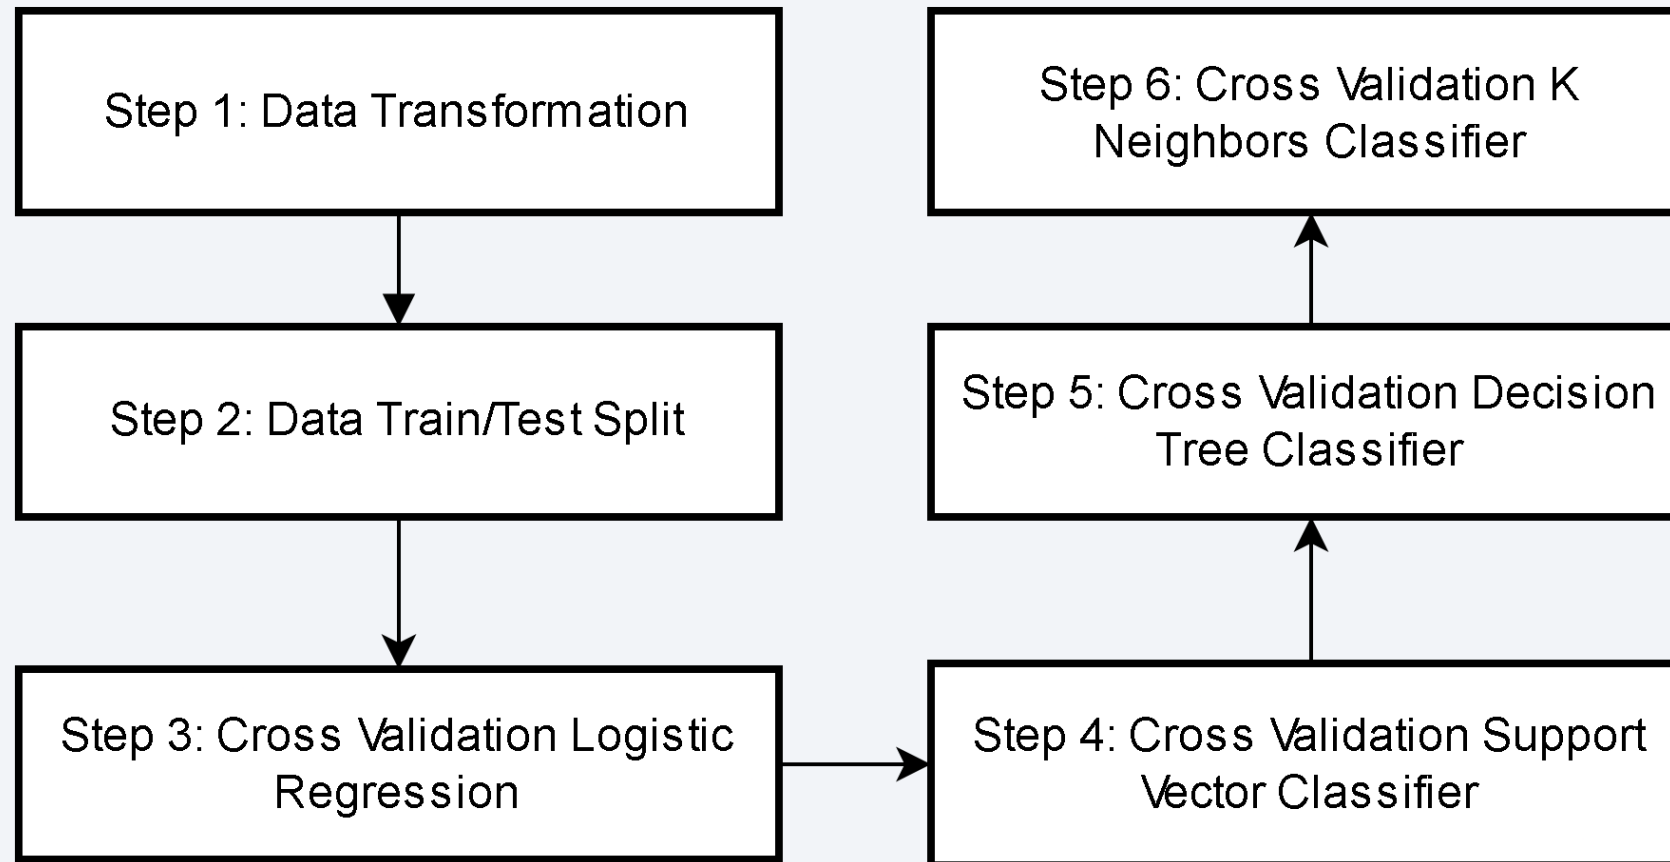 Step 1: Data Transformation
Step 2: Data Train/Test Split
Step 3: Cross Validation Logistic
Regression
Step 4: Cross Validation Support
Vector Classifier
Step 5: Cross Validation Decision
Tree Classifier
Step 6: Cross Validation K
Neighbors Classifier